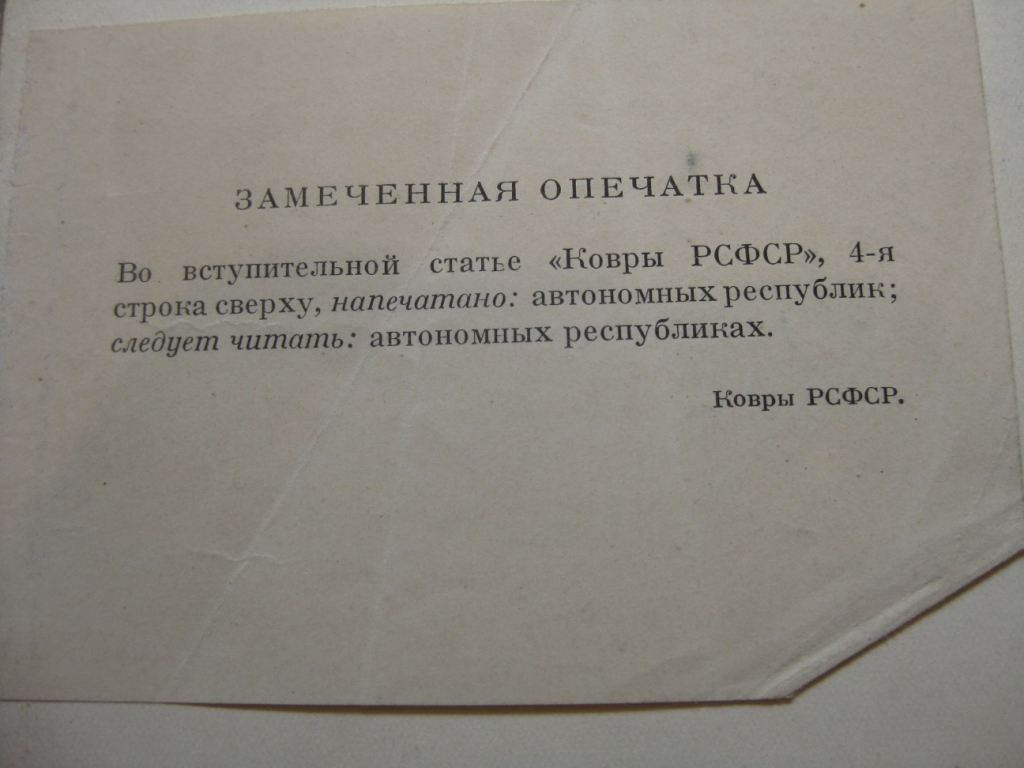 ЗАМЕЧЕННАЯ ОПЕЧАТКА
Во вступительной статье «Ковры РСФСР», 4-я
строка сверху, напечатано: автономных республик;
следует читать: автономных республиках.
Ковры РСФСР.